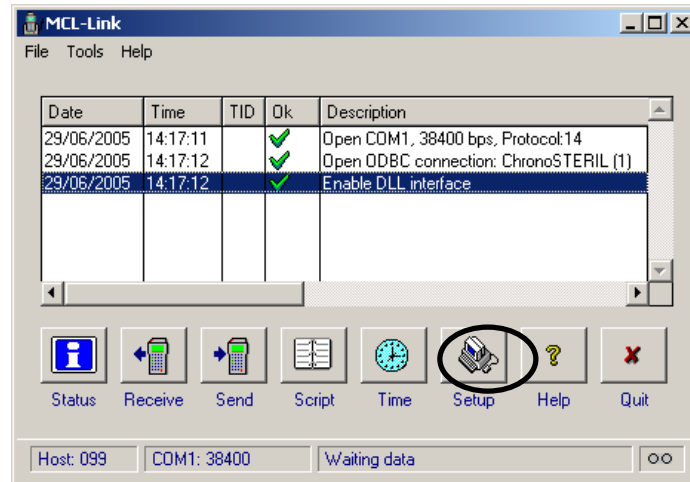 MCL-Link
File Tools Help
Date Time TID Ok Description
29/06/2005 14:17:11 Open COM1, 38400 bps, Protocol:14
29/06/2005 14:17:12 Open ODBC connection: ChronoSTERIL (1)
29/06/2005 14:17:12 Enable DLL interface
Status Receive Send Script Time Setup Help Quit
Host: 099 COM1: 38400 Waiting data